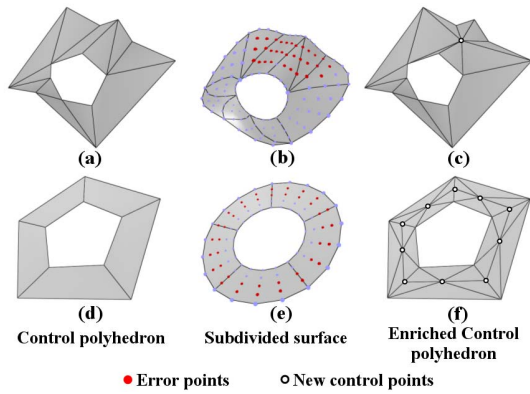 (a) (b) (c)
(d) (e) (f)
Control polyhedron Subdivided surface Enriched Control
polyhedron
Error points New control points